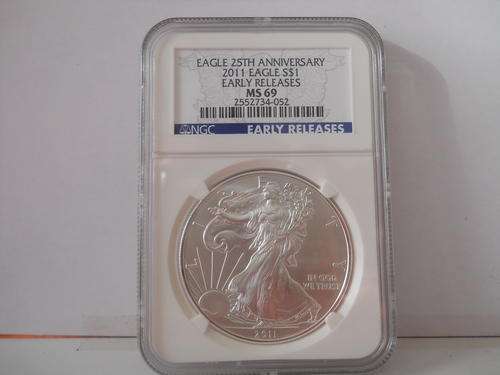 EAGLE 25TH ANNIVERSARY
2011 EAGLE S$1
EARLY RELEASES
MS 69
2552734-052
NGC EARLY RELEASES
L I E T Y
IN GOD
WE TRUST
2011